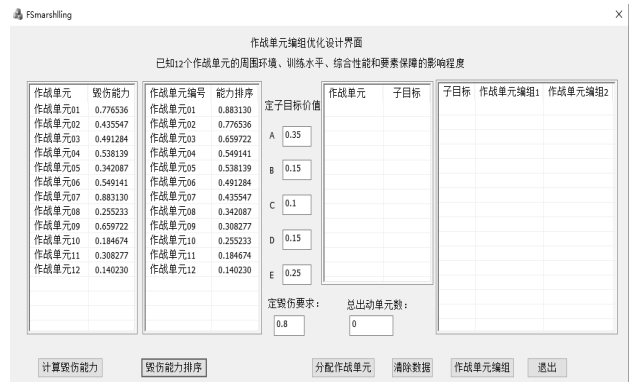 FSmarshlling
作战单元编组优化设计界面
已知12个作战单元的周围环境、训练水平、综合性能和要素保障的影响程度
作战单元 毁伤能力
作战单元01 0.776536
作战单元02 0.435547
作战单元03 0.491284
作战单元04 0.538139
作战单元05 0.342087
作战单元06 0.549141
作战单元07 0.883130
作战单元08 0.255233
作战单元09 0.659722
作战单元10 0.184674
作战单元11 0.308277
作战单元12 0.140230
作战单元编号 能力排序
作战单元01 0.883130
作战单元02 0.776536
作战单元03 0.659722
作战单元04 0.549141
作战单元05 0.538139
作战单元06 0.491284
作战单元07 0.435547
作战单元08 0.342087
作战单元09 0.308277
作战单元10 0.255233
作战单元11 0.184674
作战单元12 0.140230
定子目标价值
A 0.35
B 0.15
C 0.1
D 0.15
E 0.25
作战单元 子目标
子目标 作战单元编组1 作战单元编组2
定毁伤要求: 总出动单元数:
0.8 0
计算毁伤能力 毁伤能力排序 分配作战单元 清除数据 作战单元编组 退出